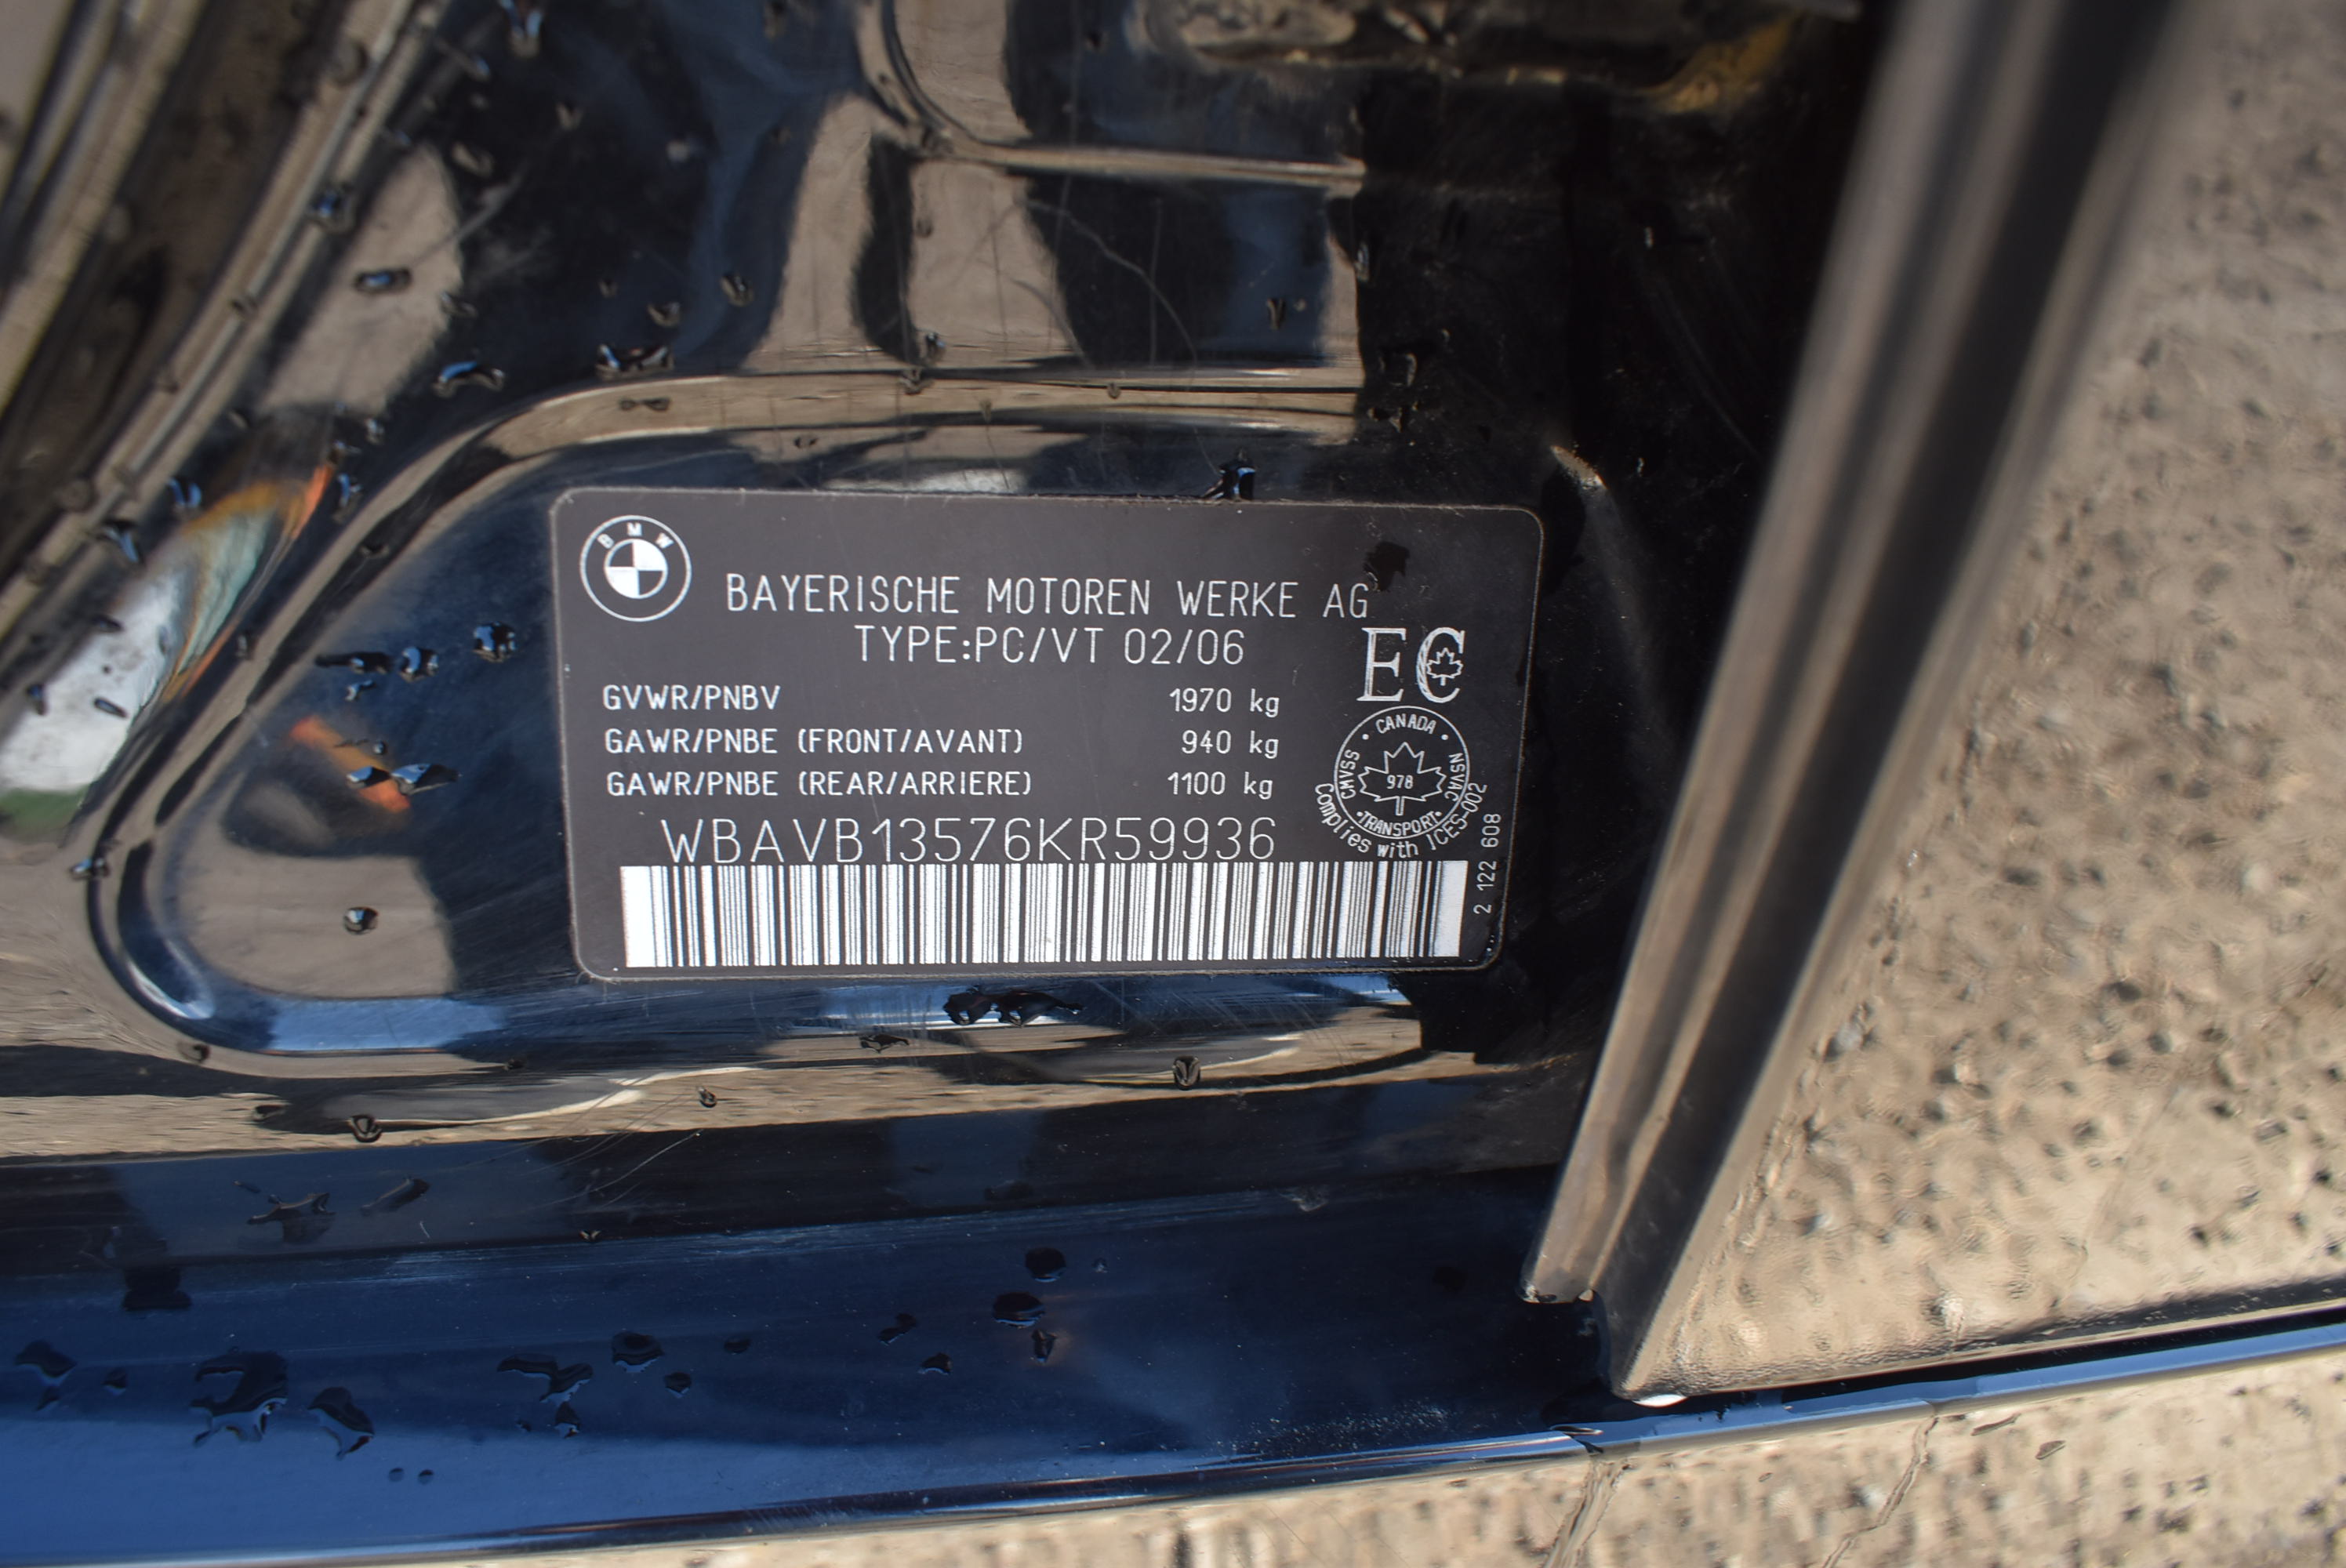 BMW
BAYERISCHE MOTOREN WERKE AG
TYPE:PC/VT 02/06
EC
GVWR/PNBV 1970 kg
GAWR/PNBE (FRONT/AVANT) 940 kg
GAWR/PNBE (REAR/ARRIERE) 1100 kg
CANADA
CMVSS
NSVAC
978
TRANSPORT
Complies with ICES-002
WBAVB13576KR59936
2 122 608